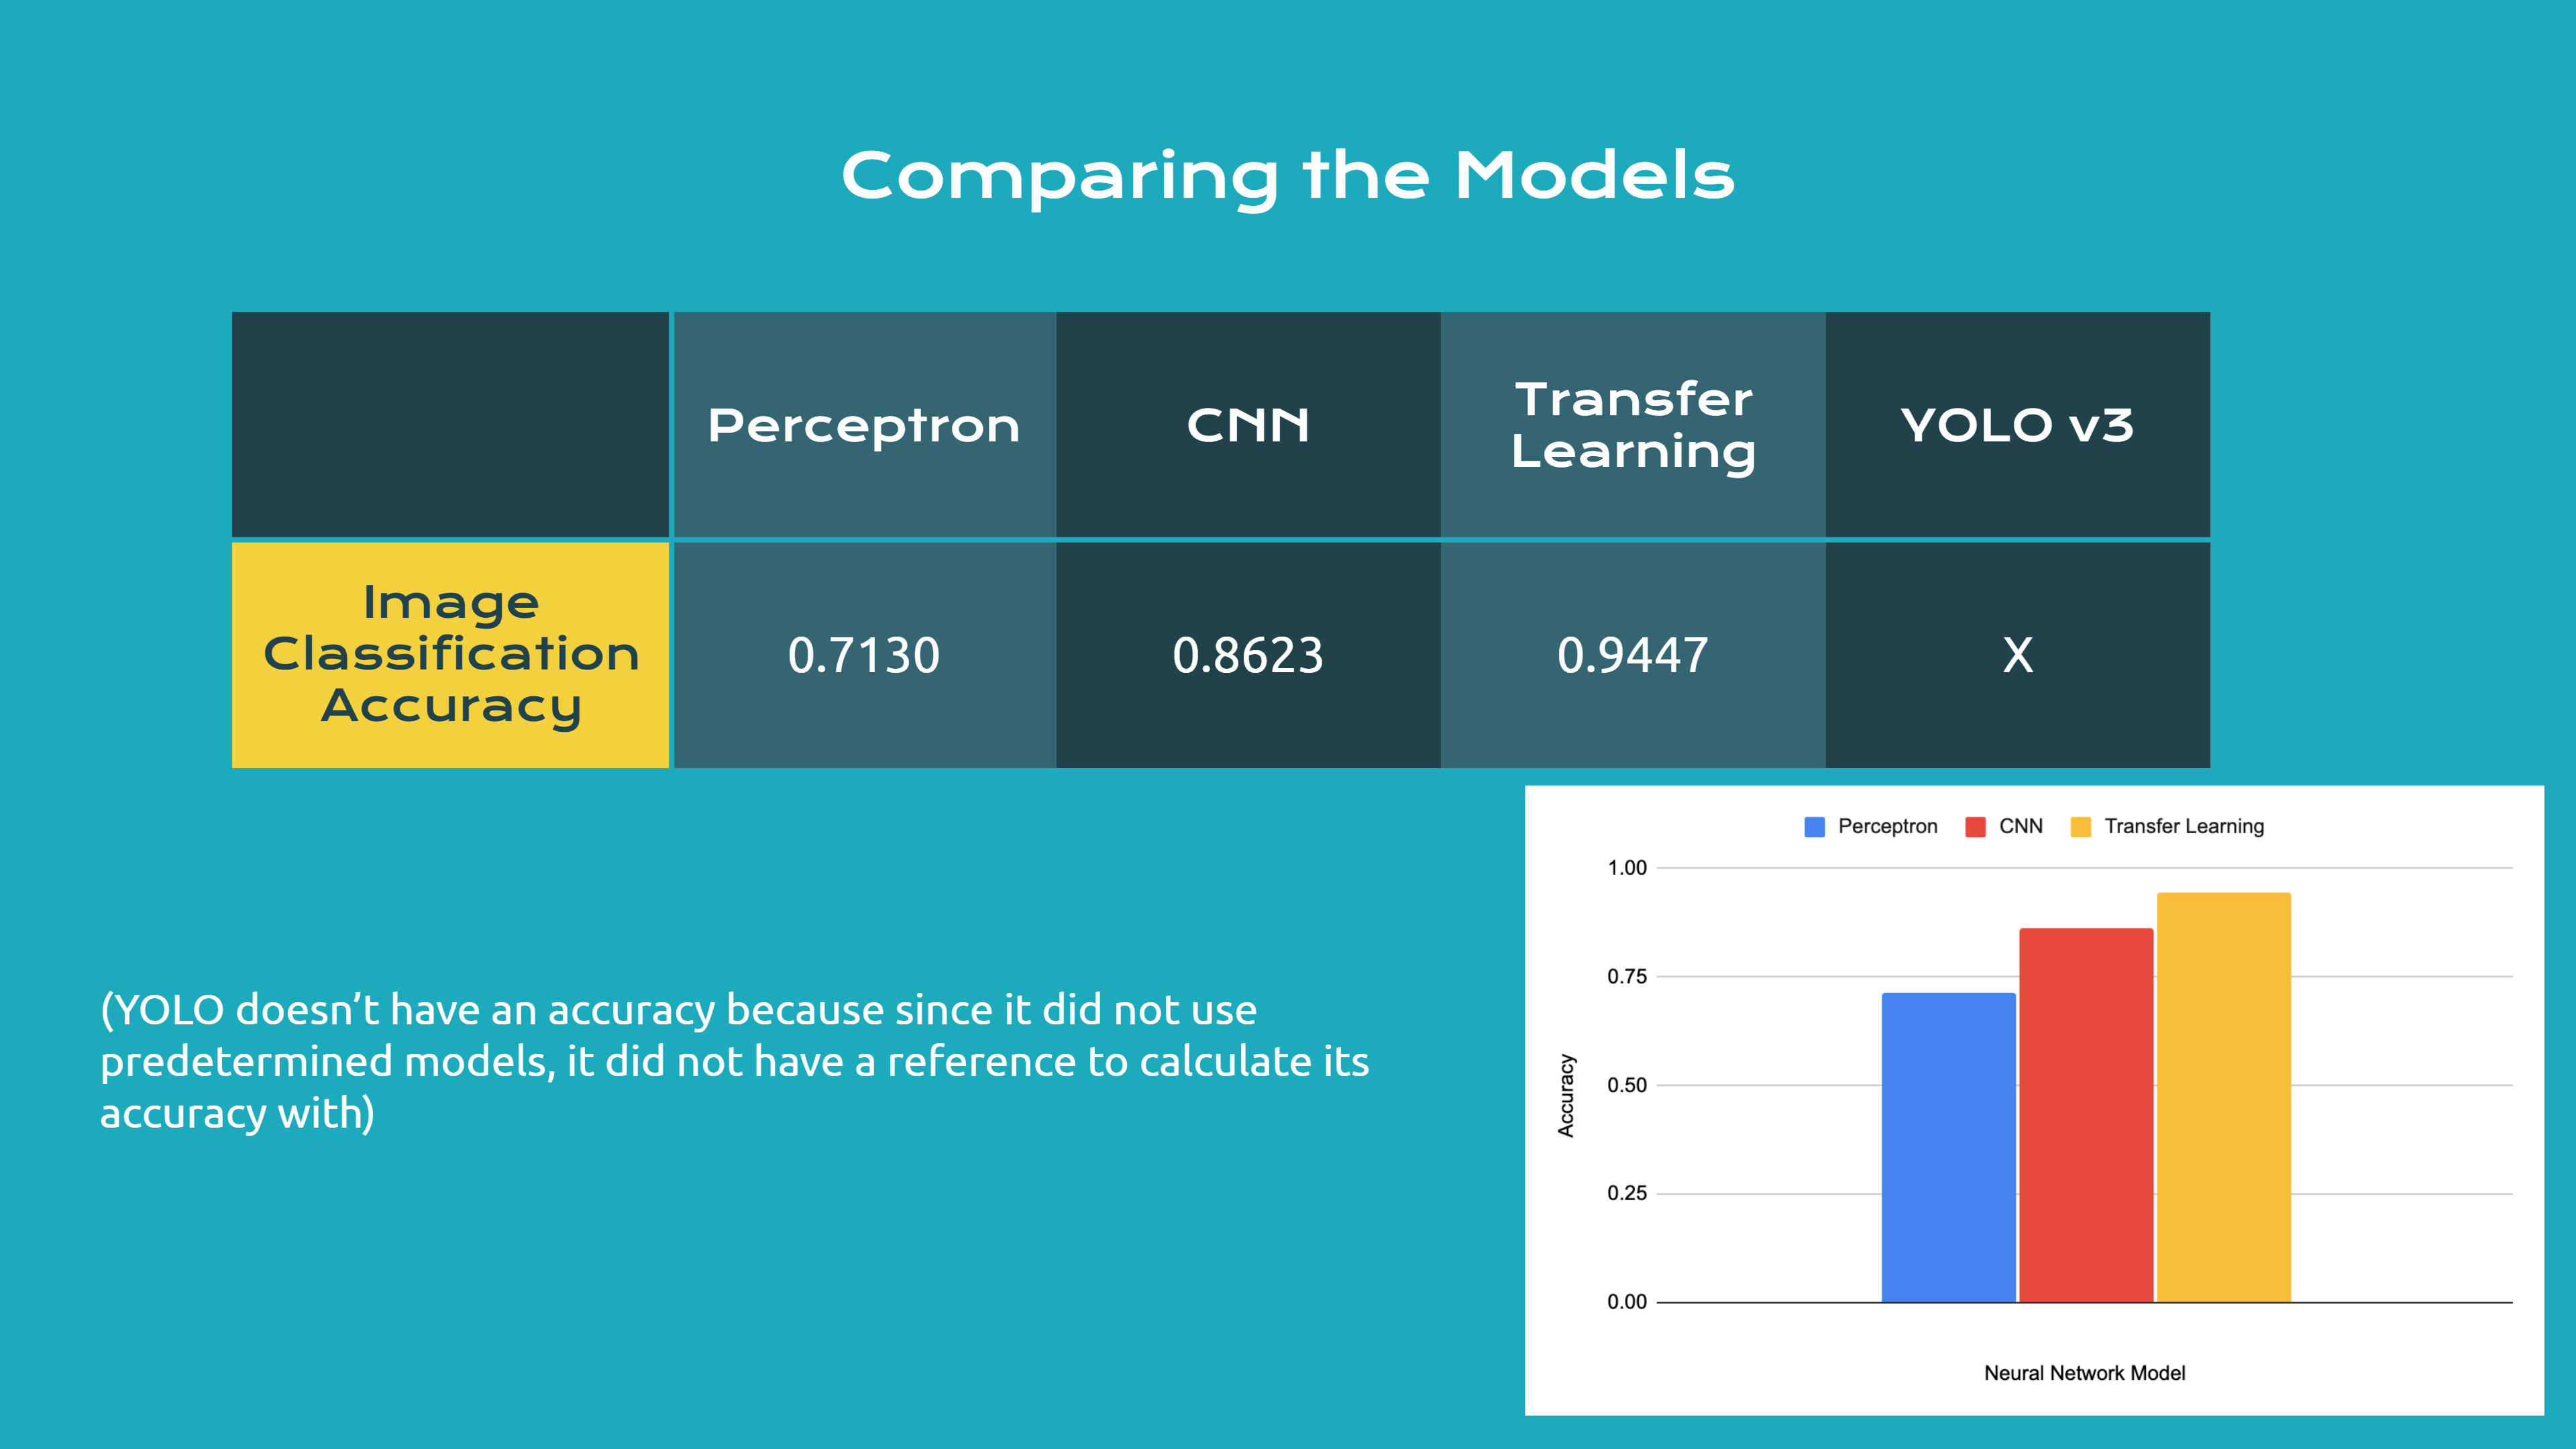 Comparing the Models
Perceptron
CNN
Transfer
Learning
YOLO v3
Image
Classification
Accuracy
0.7130
0.8623
0.9447
X
(YOLO doesn’t have an accuracy because since it did not use
predetermined models, it did not have a reference to calculate its
accuracy with)
Perceptron
CNN
Transfer Learning
1.00
0.75
0.50
0.25
0.00
Accuracy
Neural Network Model